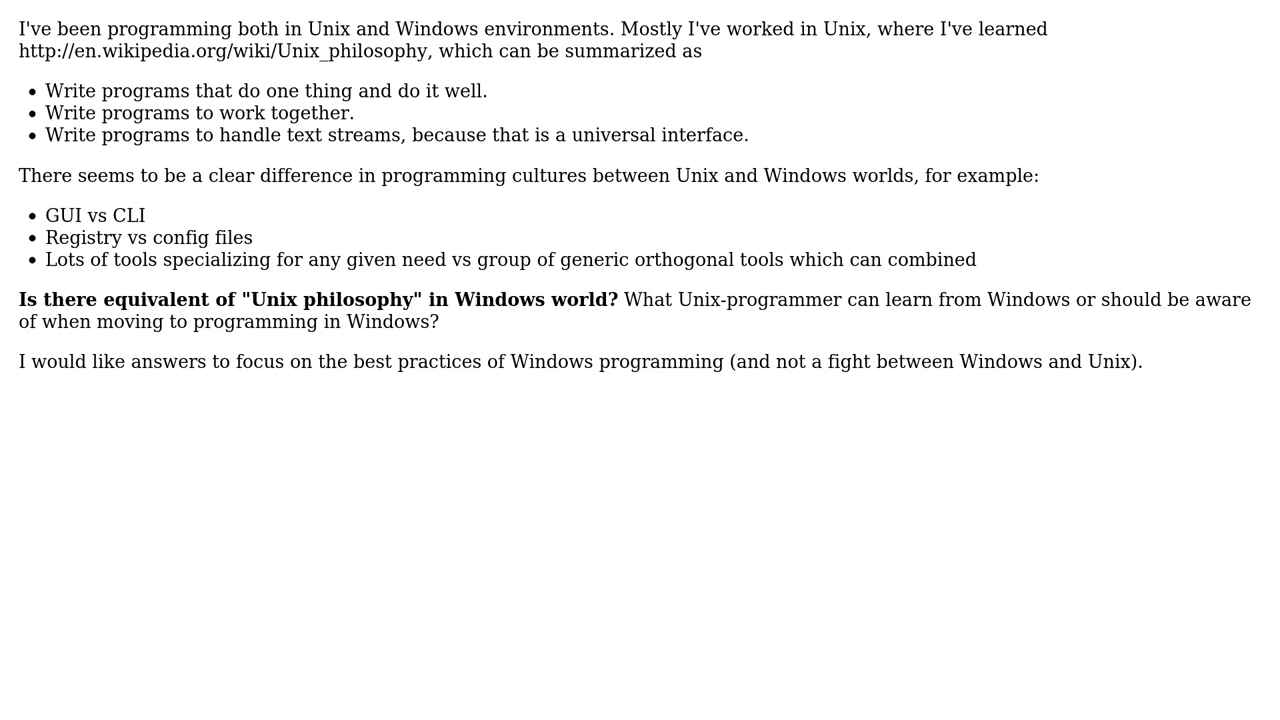 I've been programming both in Unix and Windows environments. Mostly I've worked in Unix, where I've learned
http://en.wikipedia.org/wiki/Unix_philosophy, which can be summarized as
• Write programs that do one thing and do it well.
• Write programs to work together.
• Write programs to handle text streams, because that is a universal interface.
There seems to be a clear difference in programming cultures between Unix and Windows worlds, for example:
• GUI vs CLI
• Registry vs config files
• Lots of tools specializing for any given need vs group of generic orthogonal tools which can combined
Is there equivalent of "Unix philosophy" in Windows world? What Unix-programmer can learn from Windows or should be aware
of when moving to programming in Windows?
I would like answers to focus on the best practices of Windows programming (and not a fight between Windows and Unix).